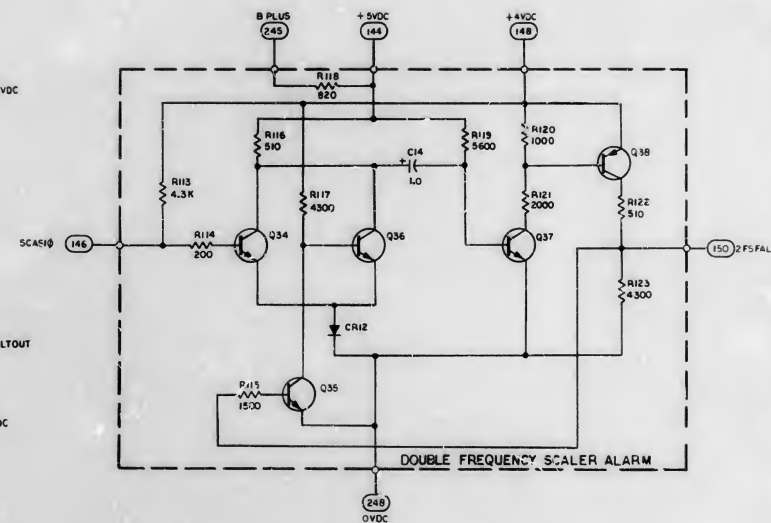 B PLUS
245
+5VDC
144
+4VDC
148
VDC
R118
820
R116
510
R119
5600
R120
1000
C14
+
1.0
Q38
R113
4.3K
R117
4300
R121
2000
R122
510
SCAS10
146
R114
200
Q34
Q36
Q37
150
2FSFAL
R123
4300
CR12
LTOUT
R115
1500
Q35
DC
DOUBLE FREQUENCY SCALER ALARM
248
0VDC